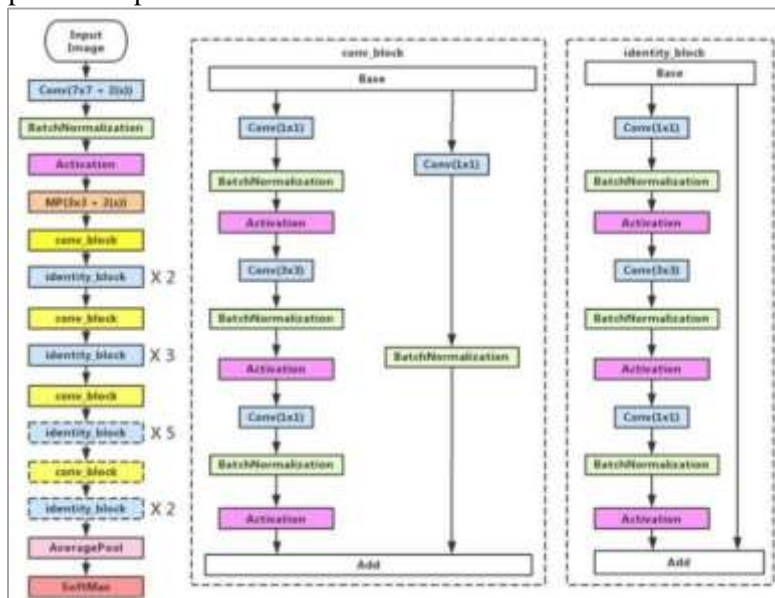 Input
Image
Conv(7x7 + 2(s))
BatchNormalization
Activation
MP(3x3 + 2(s))
conv_block
identity_block X 2
conv_block
identity_block X 3
conv_block
identity_block X 5
conv_block
identity_block X 2
AveragePool
SoftMax
conv_block
Base
Conv(1x1)
BatchNormalization
Activation
Conv(3x3)
BatchNormalization
Activation
Conv(1x1)
BatchNormalization
Activation
Conv(1x1)
BatchNormalization
Add
identity_block
Base
Conv(1x1)
BatchNormalization
Activation
Conv(3x3)
BatchNormalization
Activation
Conv(1x1)
BatchNormalization
Activation
Add